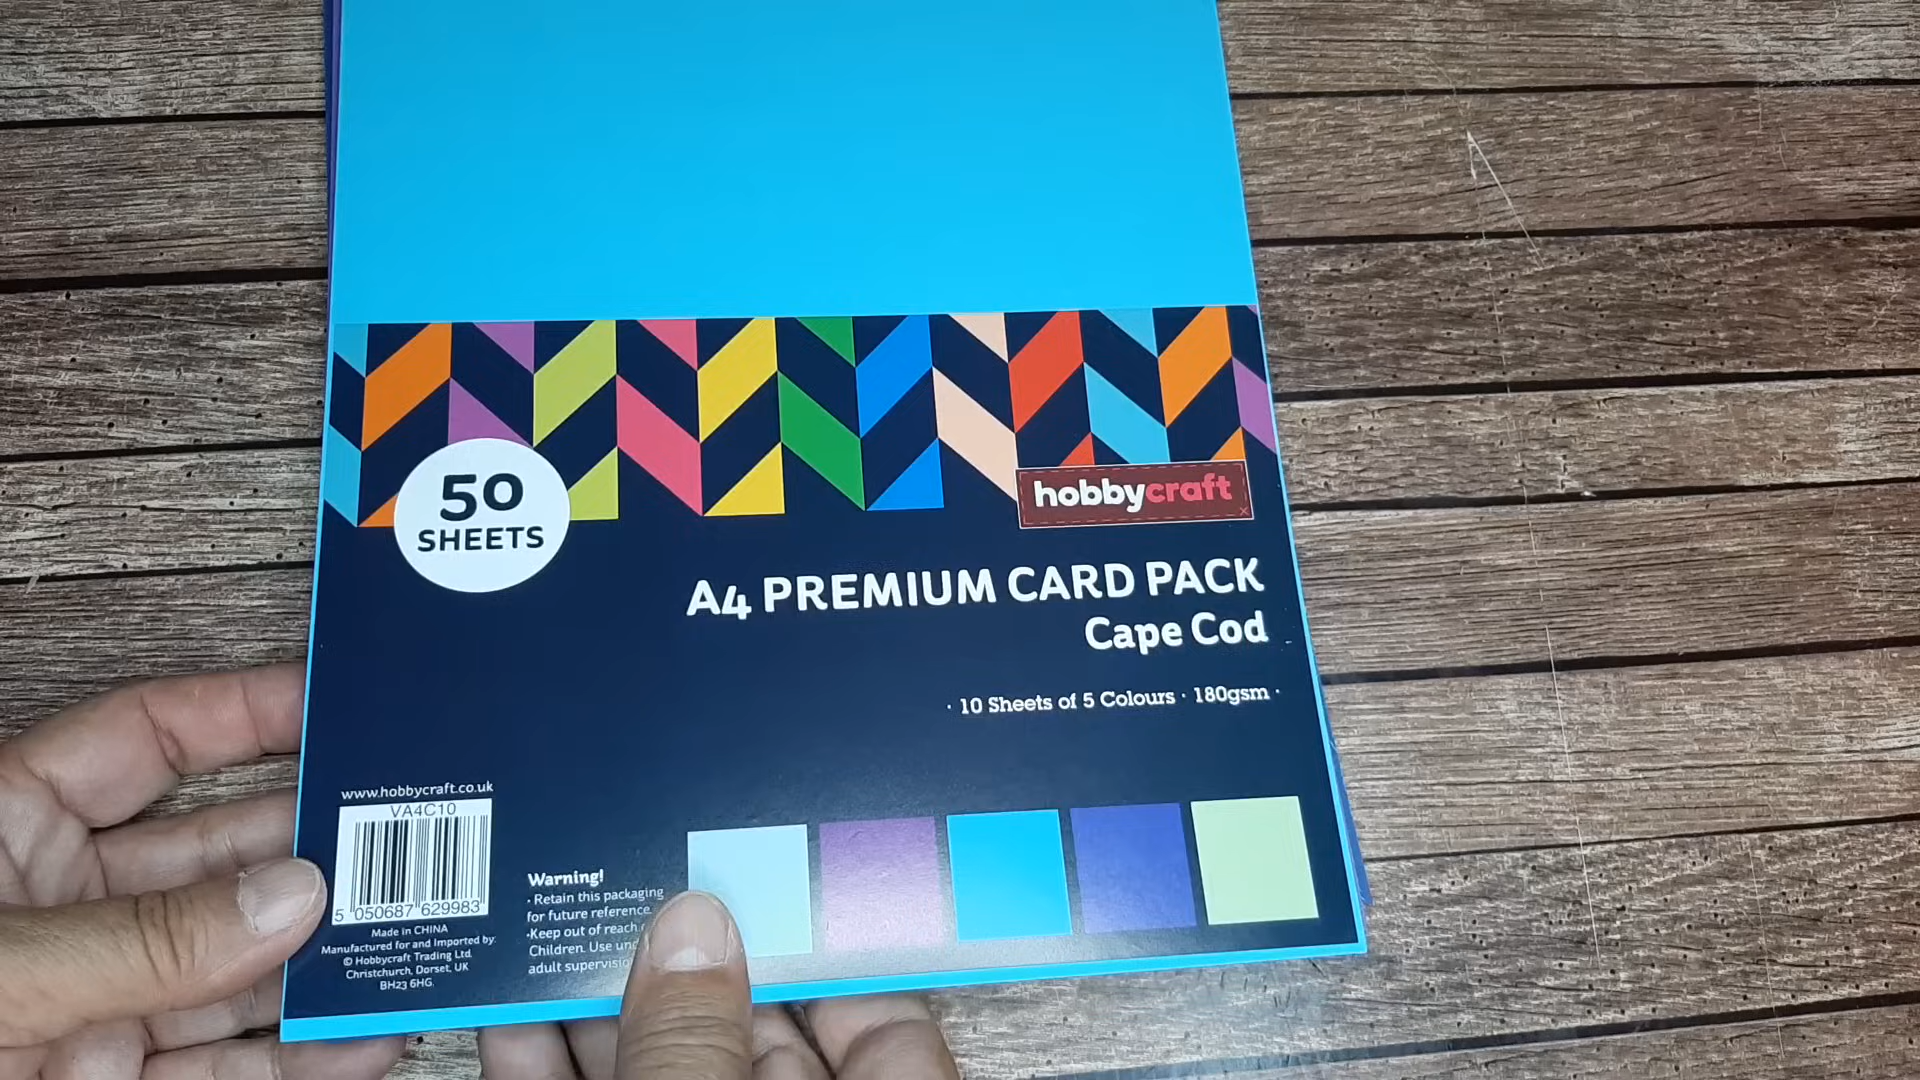 50
SHEETS
hobbycraft
A4 PREMIUM CARD PACK
Cape Cod
· 10 Sheets of 5 Colours · 180gsm ·
www.hobbycraft.co.uk
VA4C10
5 050687 629983
Made in CHINA
Manufactured for and Imported by:
© Hobbycraft Trading Ltd.
Christchurch, Dorset, UK
BH23 6HG.
Warning!
· Retain this packaging
for future reference.
·Keep out of reach
Children. Use
adult